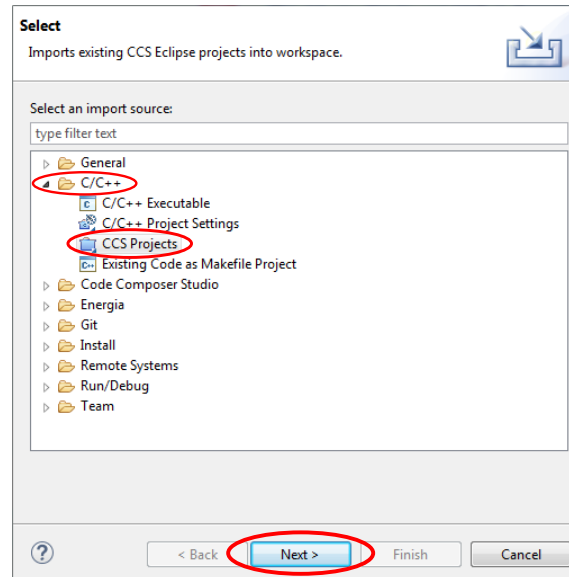 Select
Imports existing CCS Eclipse projects into workspace.
Select an import source:
type filter text
General
C/C++
C/C++ Executable
C/C++ Project Settings
CCS Projects
Existing Code as Makefile Project
Code Composer Studio
Energia
Git
Install
Remote Systems
Run/Debug
Team
? < Back Next > Finish Cancel